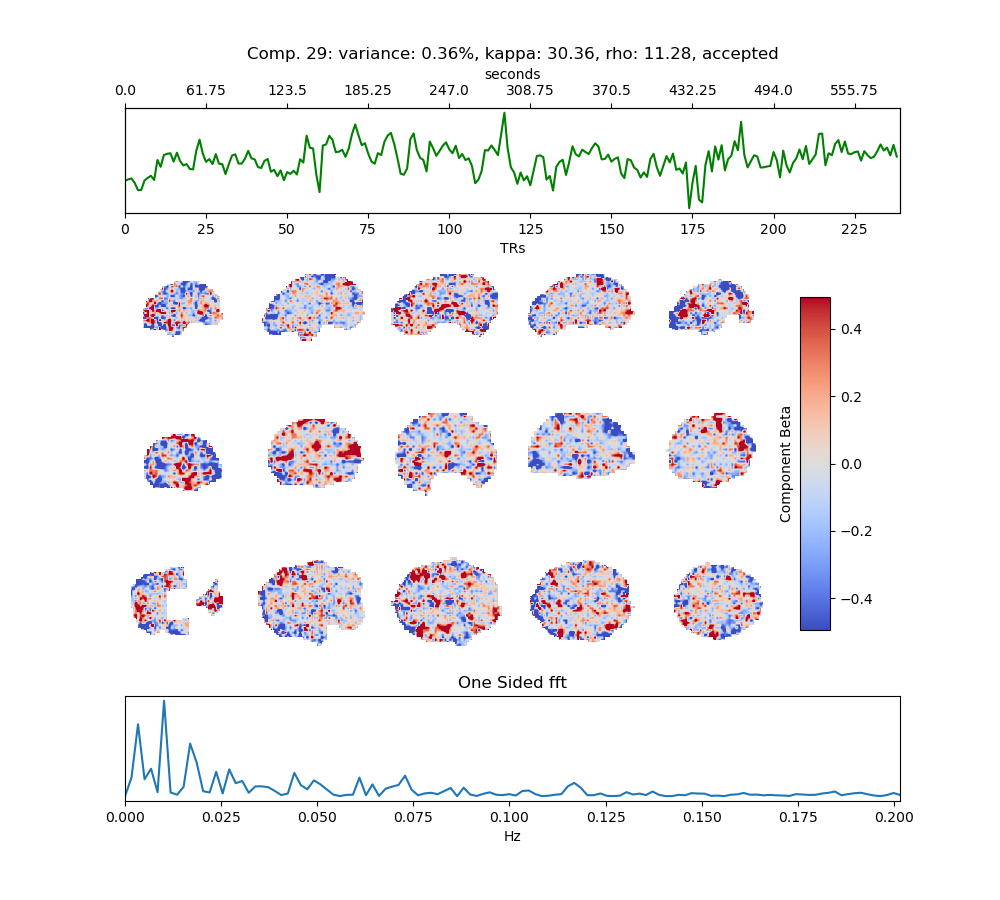 Comp. 29: variance: 0.36%, kappa: 30.36, rho: 11.28, accepted
seconds
0.0 61.75 123.5 185.25 247.0 308.75 370.5 432.25 494.0 555.75
0 25 50 75 100 125 150 175 200 225
TRs
0.4
0.2
0.0
−0.2
−0.4
Component Beta
One Sided fft
0.000 0.025 0.050 0.075 0.100 0.125 0.150 0.175 0.200
Hz